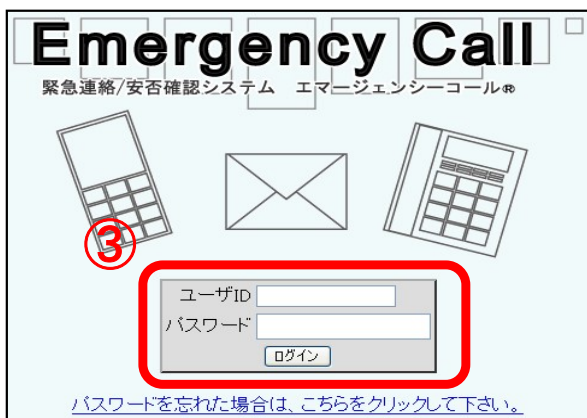 Emergency Call
緊急連絡/安否確認システム　エマージェンシーコール®
③
ユーザID
パスワード
ログイン
パスワードを忘れた場合は、こちらをクリックして下さい。